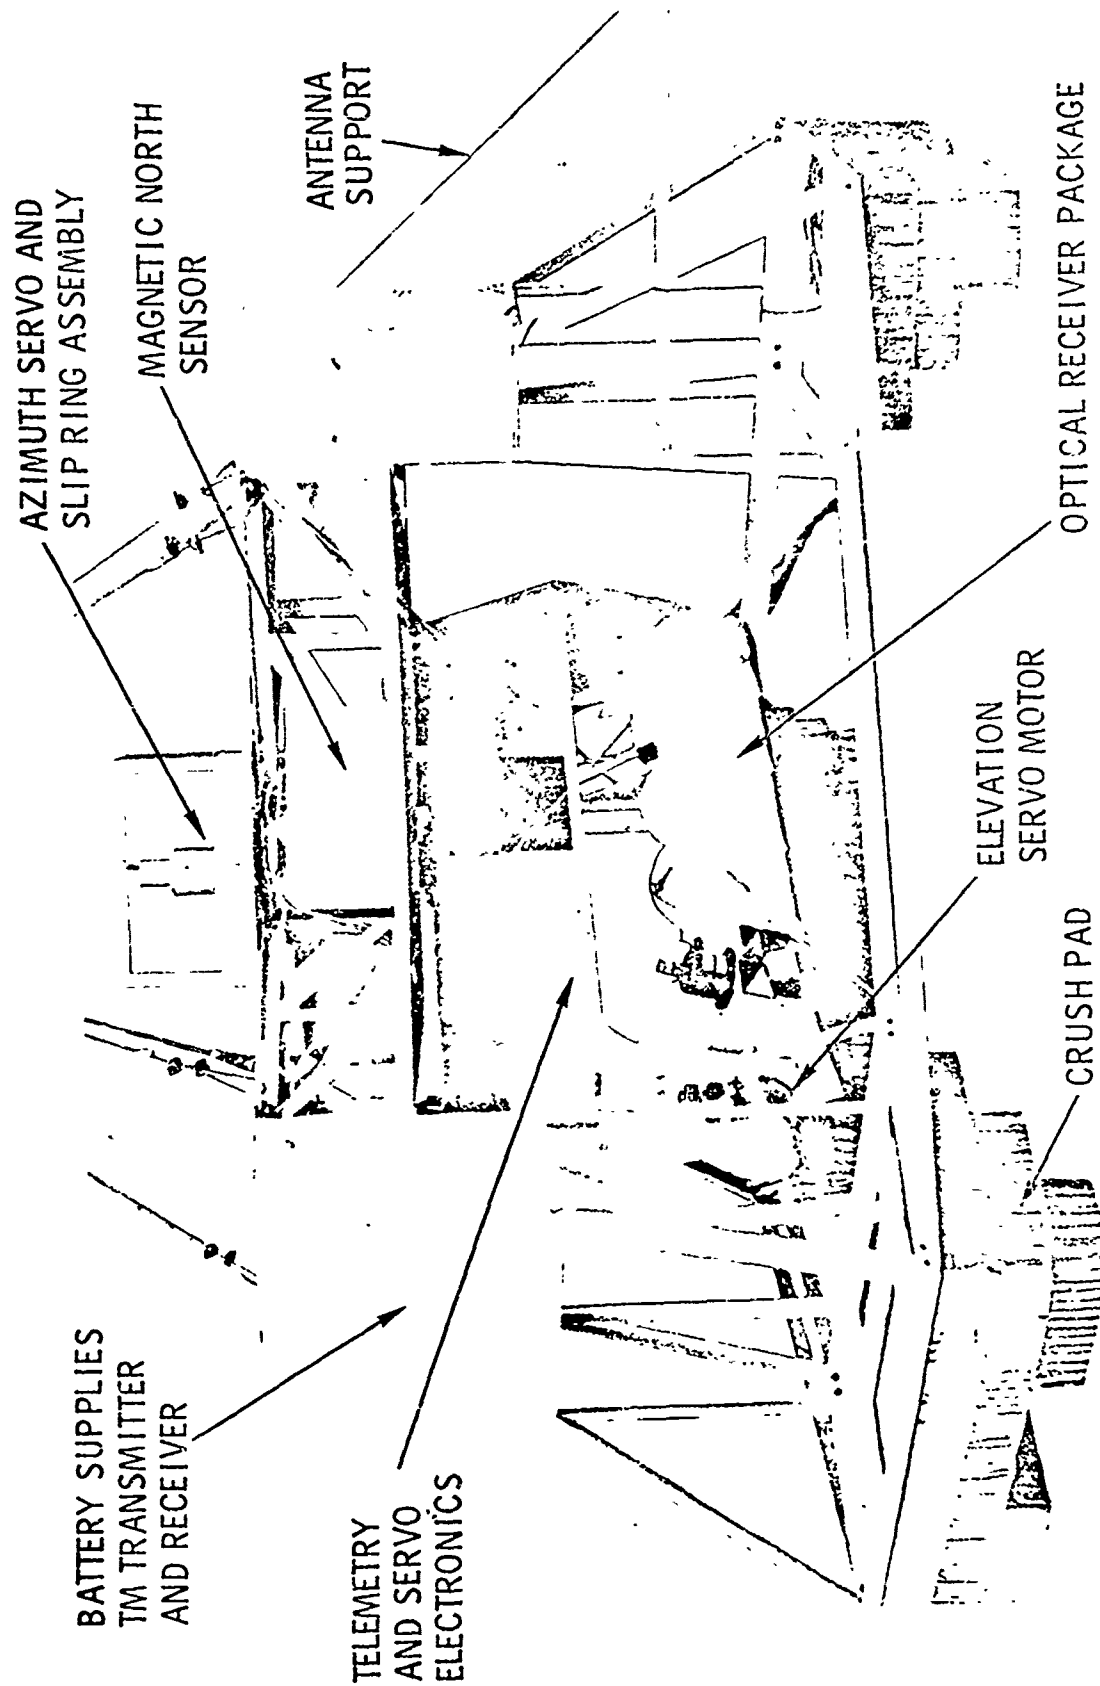 AZIMUTH SERVO AND
SLIP RING ASSEMBLY
MAGNETIC NORTH
SENSOR
ANTENNA
SUPPORT
BATTERY SUPPLIES
TM TRANSMITTER
AND RECEIVER
TELEMETRY
AND SERVO
ELECTRONICS
OPTICAL RECEIVER PACKAGE
ELEVATION
SERVO MOTOR
CRUSH PAD